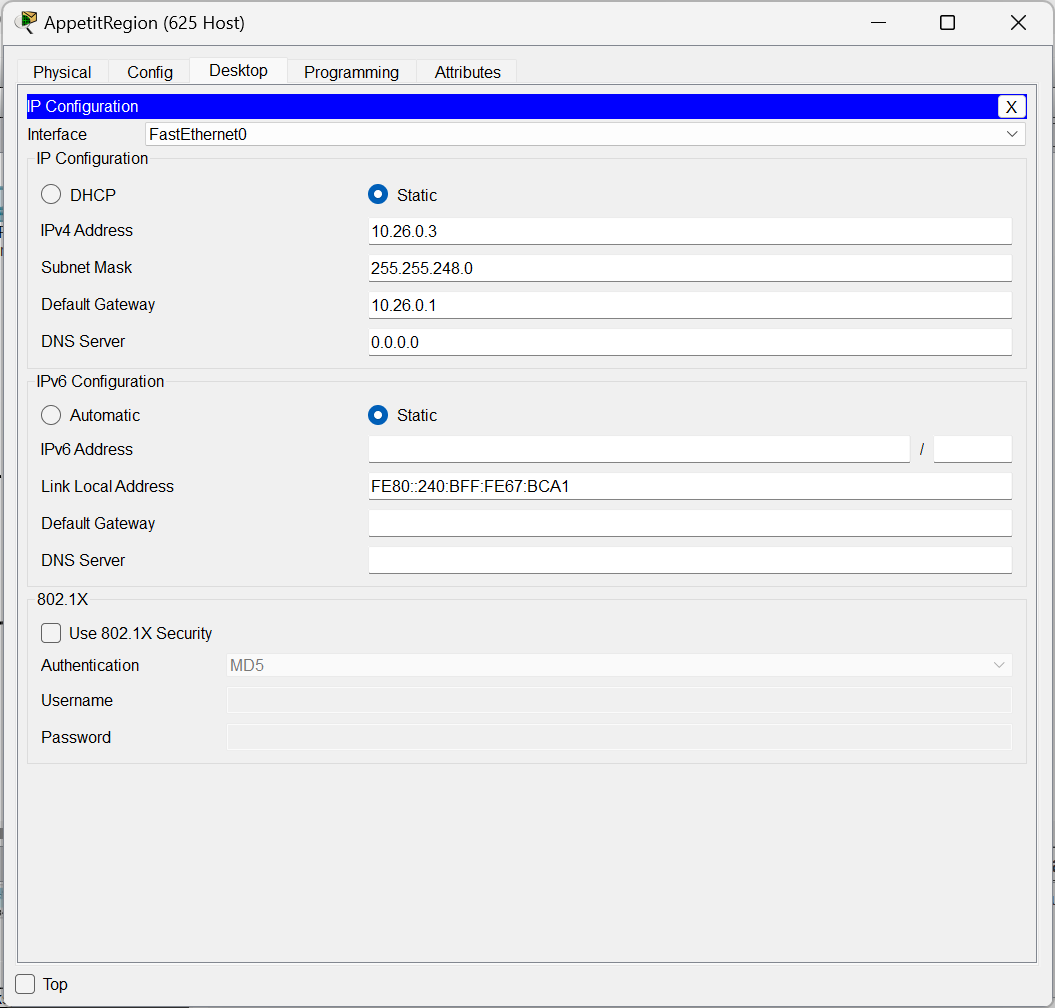 AppetitRegion (625 Host)
Physical Config Desktop Programming Attributes
IP Configuration X
Interface FastEthernet0
IP Configuration
DHCP Static
IPv4 Address 10.26.0.3
Subnet Mask 255.255.248.0
Default Gateway 10.26.0.1
DNS Server 0.0.0.0
IPv6 Configuration
Automatic Static
IPv6 Address /
Link Local Address FE80::240:BFF:FE67:BCA1
Default Gateway
DNS Server
802.1X
Use 802.1X Security
Authentication MD5
Username
Password
Top